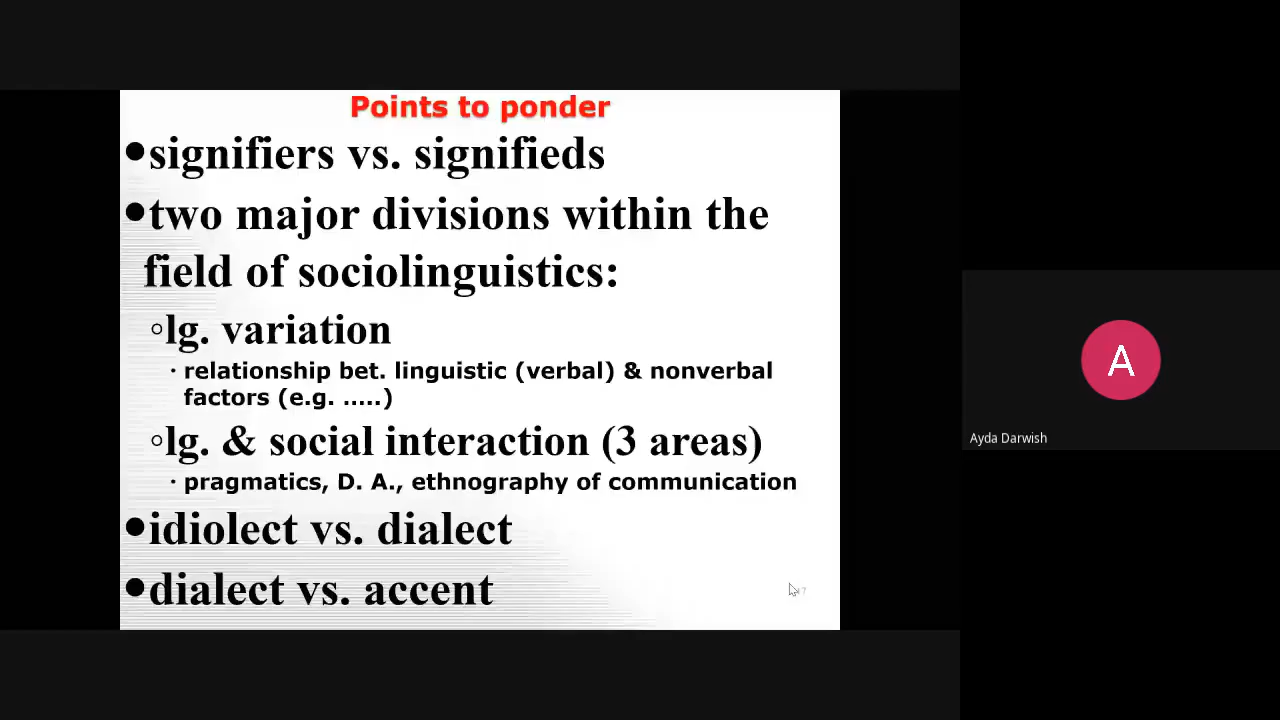 Points to ponder
•signifiers vs. signifieds
•two major divisions within the
field of sociolinguistics:
◦lg. variation
· relationship bet. linguistic (verbal) & nonverbal
factors (e.g. .....)
◦lg. & social interaction (3 areas)
· pragmatics, D. A., ethnography of communication
•idiolect vs. dialect
•dialect vs. accent
A
Ayda Darwish